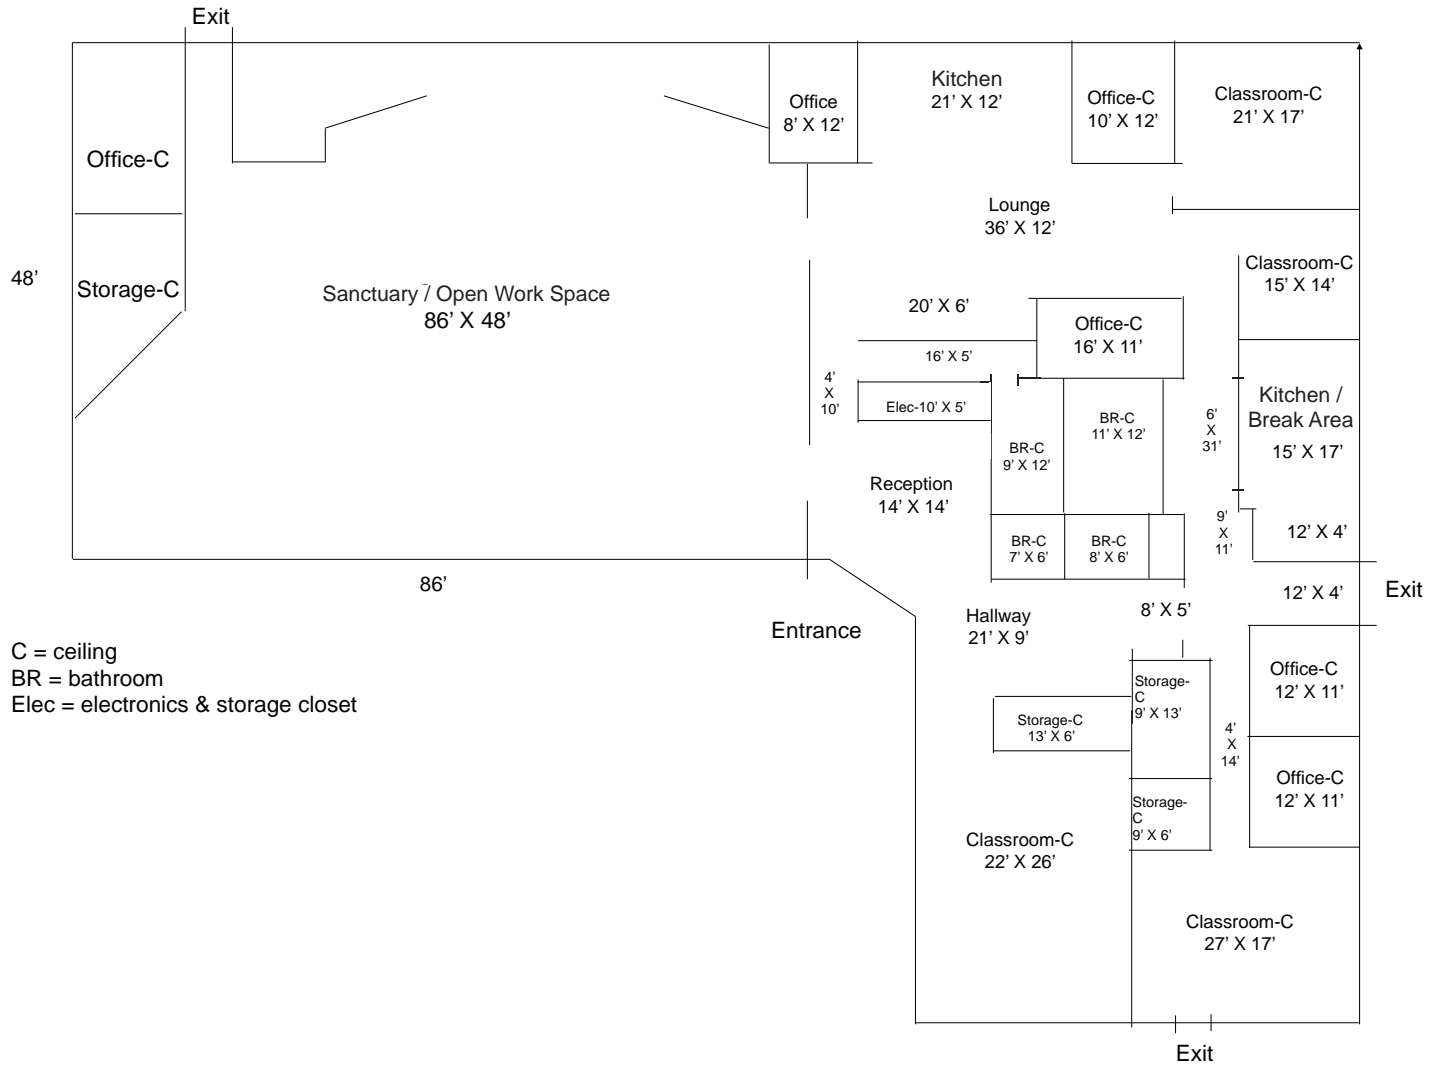 Exit
Office
8' X 12'
Kitchen
21' X 12'
Office-C
10' X 12'
Classroom-C
21' X 17'
Office-C
Lounge
36' X 12'
48'
Storage-C
Sanctuary / Open Work Space
86' X 48'
Classroom-C
15' X 14'
20' X 6'
Office-C
16' X 11'
16' X 5'
4'
X
10'
Elec-10' X 5'
BR-C
11' X 12'
6'
X
31'
Kitchen /
Break Area
15' X 17'
BR-C
9' X 12'
Reception
14' X 14'
BR-C
7' X 6'
BR-C
8' X 6'
9'
X
11'
12' X 4'
86'
12' X 4'
Exit
Entrance
Hallway
21' X 9'
8' X 5'
C = ceiling
BR = bathroom
Elec = electronics & storage closet
Storage-
C
9' X 13'
Office-C
12' X 11'
Storage-C
13' X 6'
4'
X
14'
Office-C
12' X 11'
Storage-
C
9' X 6'
Classroom-C
22' X 26'
Classroom-C
27' X 17'
Exit